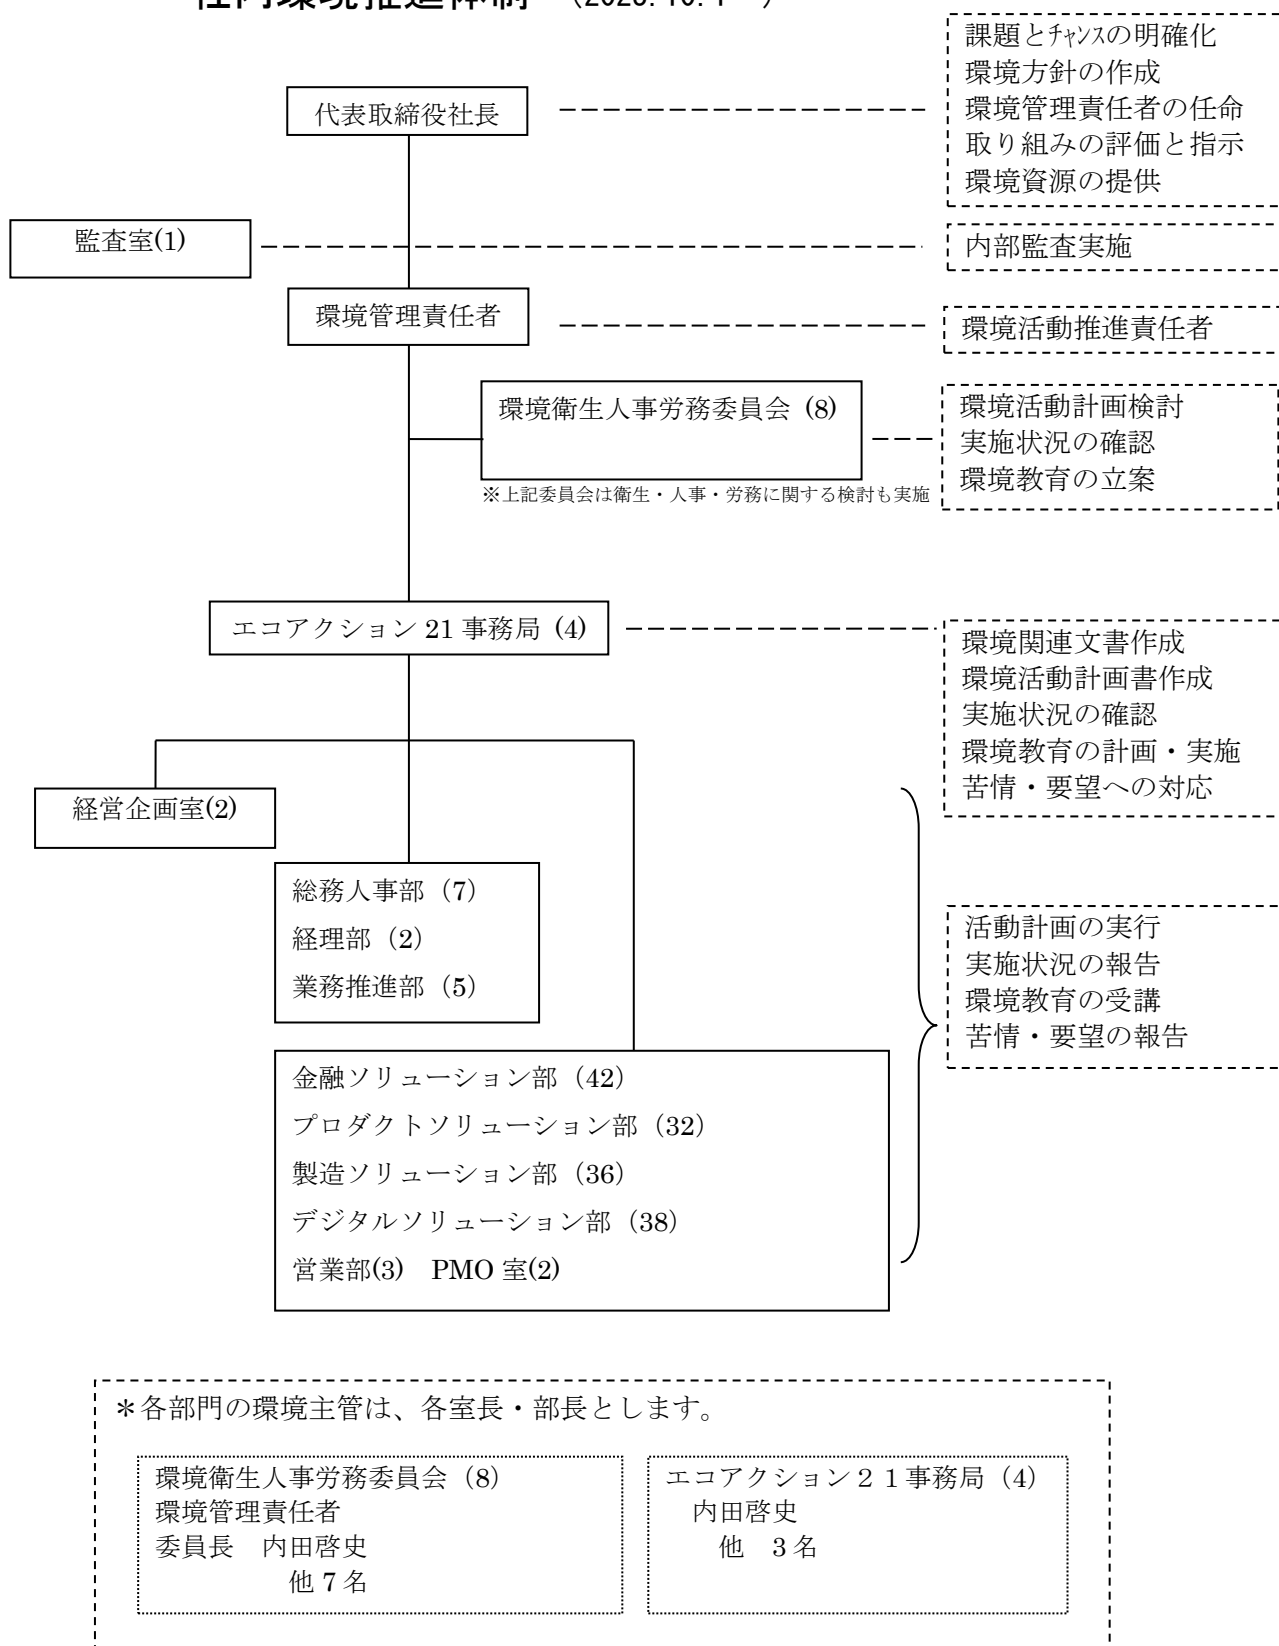 課題とﾁｬﾝｽの明確化
環境方針の作成
環境管理責任者の任命
取り組みの評価と指示
環境資源の提供
代表取締役社長
監査室(1)
内部監査実施
環境管理責任者
環境活動推進責任者
環境衛生人事労務委員会 (8)
※上記委員会は衛生・人事・労務に関する検討も実施
環境活動計画検討
実施状況の確認
環境教育の立案
エコアクション 21 事務局 (4)
環境関連文書作成
環境活動計画書作成
実施状況の確認
環境教育の計画・実施
苦情・要望への対応
経営企画室(2)
総務人事部（7）
経理部（2）
業務推進部（5）
活動計画の実行
実施状況の報告
環境教育の受講
苦情・要望の報告
金融ソリューション部（42）
プロダクトソリューション部（32）
製造ソリューション部（36）
デジタルソリューション部（38）
営業部(3)　PMO 室(2)
＊各部門の環境主管は、各室長・部長とします。
環境衛生人事労務委員会（8）
環境管理責任者
委員長　内田啓史
他 7 名
エコアクション２１事務局（4）
内田啓史
他　3 名